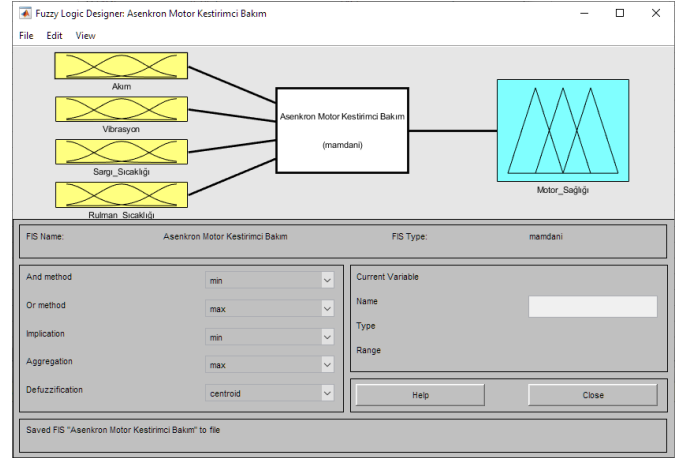 Fuzzy Logic Designer: Asenkron Motor Kestirimci Bakım
File Edit View
Akım
Vibrasyon
Sargı_Sıcaklığı
Rulman_Sıcaklığı
Asenkron Motor Kestirimci Bakım
(mamdani)
Motor_Sağlığı
FIS Name: Asenkron Motor Kestirimci Bakım FIS Type: mamdani
And method min
Or method max
Implication min
Aggregation max
Defuzzification centroid
Current Variable
Name
Type
Range
Help Close
Saved FIS "Asenkron Motor Kestirimci Bakım" to file